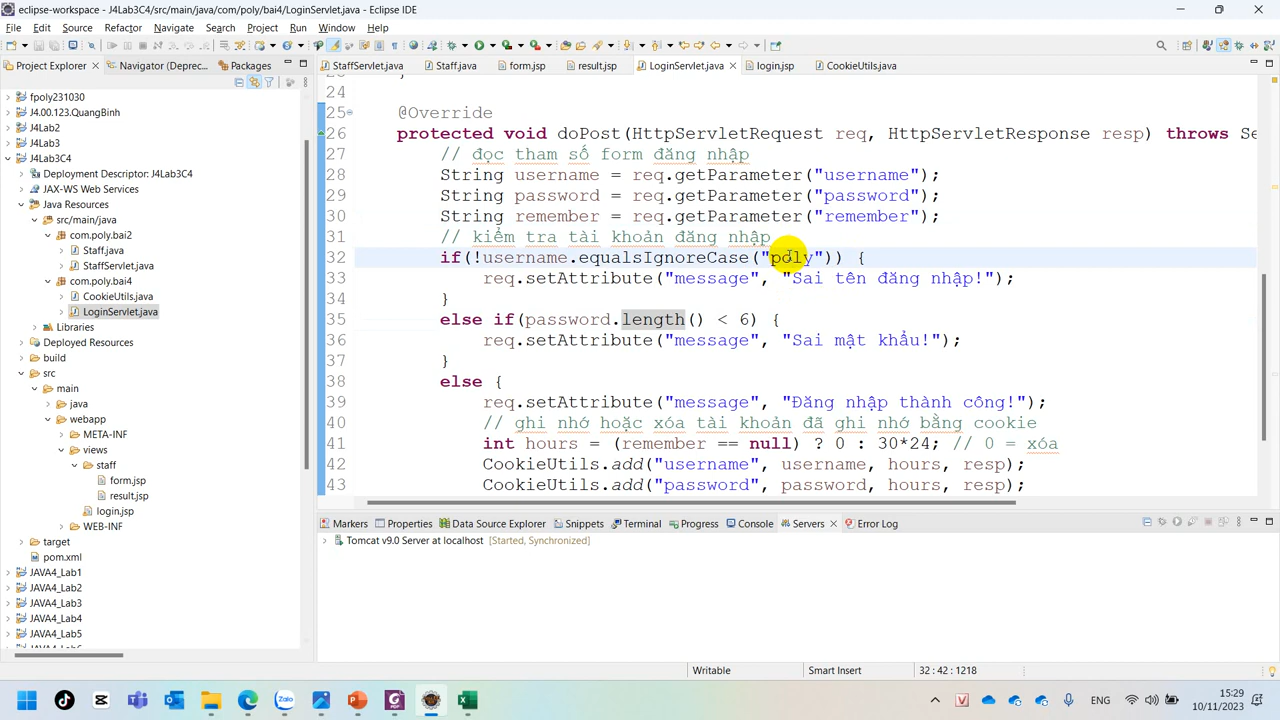 eclipse-workspace - J4Lab3C4/src/main/java/com/poly/bai4/LoginServlet.java - Eclipse IDE
File Edit Source Refactor Navigate Search Project Run Window Help
Project Explorer Navigator (Deprec... Packages
StaffServlet.java Staff.java form.jsp result.jsp LoginServlet.java login.jsp CookieUtils.java
fpoly231030
J4.00.123.QuangBinh
J4Lab2
J4Lab3
J4Lab3C4
Deployment Descriptor: J4Lab3C4
JAX-WS Web Services
Java Resources
src/main/java
com.poly.bai2
Staff.java
StaffServlet.java
com.poly.bai4
CookieUtils.java
LoginServlet.java
Libraries
Deployed Resources
build
src
main
java
webapp
META-INF
views
staff
form.jsp
result.jsp
login.jsp
WEB-INF
target
pom.xml
JAVA4_Lab1
JAVA4_Lab2
JAVA4_Lab3
JAVA4_Lab4
JAVA4_Lab5
24
25 @Override
26 protected void doPost(HttpServletRequest req, HttpServletResponse resp) throws Se
27 // đọc tham số form đăng nhập
28 String username = req.getParameter("username");
29 String password = req.getParameter("password");
30 String remember = req.getParameter("remember");
31 // kiểm tra tài khoản đăng nhập
32 if(!username.equalsIgnoreCase("poly")) {
33 req.setAttribute("message", "Sai tên đăng nhập!");
34 }
35 else if(password.length() < 6) {
36 req.setAttribute("message", "Sai mật khẩu!");
37 }
38 else {
39 req.setAttribute("message", "Đăng nhập thành công!");
40 // ghi nhớ hoặc xóa tài khoản đã ghi nhớ bằng cookie
41 int hours = (remember == null) ? 0 : 30*24; // 0 = xóa
42 CookieUtils.add("username", username, hours, resp);
43 CookieUtils.add("password", password, hours, resp);
Markers Properties Data Source Explorer Snippets Terminal Progress Console Servers Error Log
Tomcat v9.0 Server at localhost [Started, Synchronized]
Writable Smart Insert 32 : 42 : 1218
ENG
15:29
10/11/2023